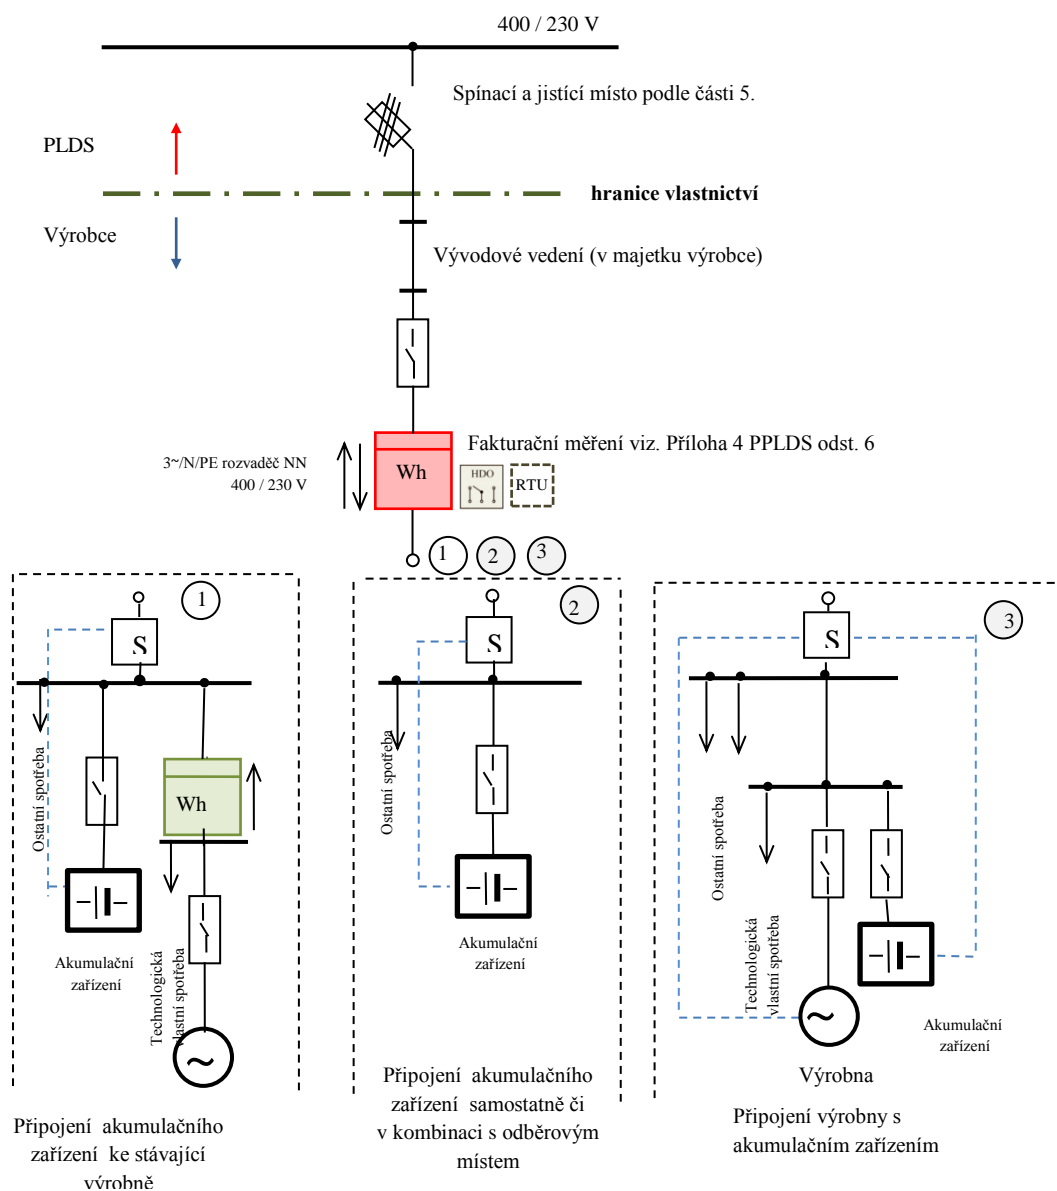 400 / 230 V
Spínací a jistící místo podle části 5.
PLDS
hranice vlastnictví
Výrobce
Vývodové vedení (v majetku výrobce)
Fakturační měření viz. Příloha 4 PPLDS odst. 6
3~/N/PE rozvaděč NN
400 / 230 V
Wh
HDO
RTU
1
2
3
1
S
Ostatní spotřeba
Wh
Akumulační
zařízení
Technologická
vlastní spotřeba
~
Připojení akumulačního
zařízení ke stávající
výrobně
2
S
Ostatní spotřeba
Akumulační
zařízení
Připojení akumulačního
zařízení samostatně či
v kombinaci s odběrovým
místem
3
S
Ostatní spotřeba
Technologická
vlastní spotřeba
~
Akumulační
zařízení
Výrobna
Připojení výrobny s
akumulačním zařízením